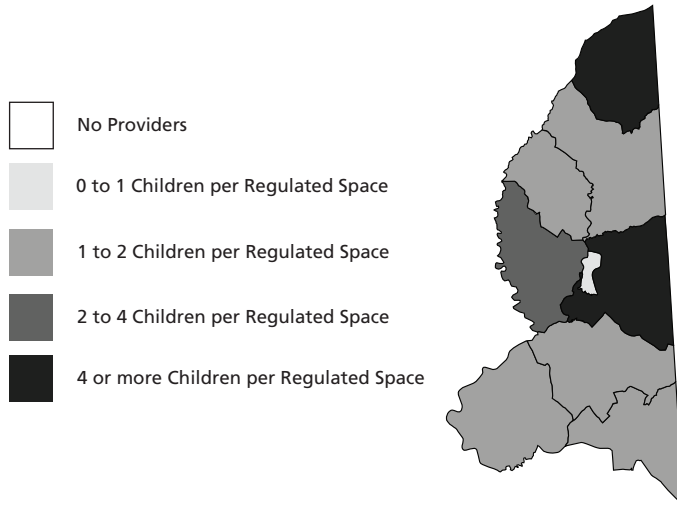 No Providers
0 to 1 Children per Regulated Space
1 to 2 Children per Regulated Space
2 to 4 Children per Regulated Space
4 or more Children per Regulated Space